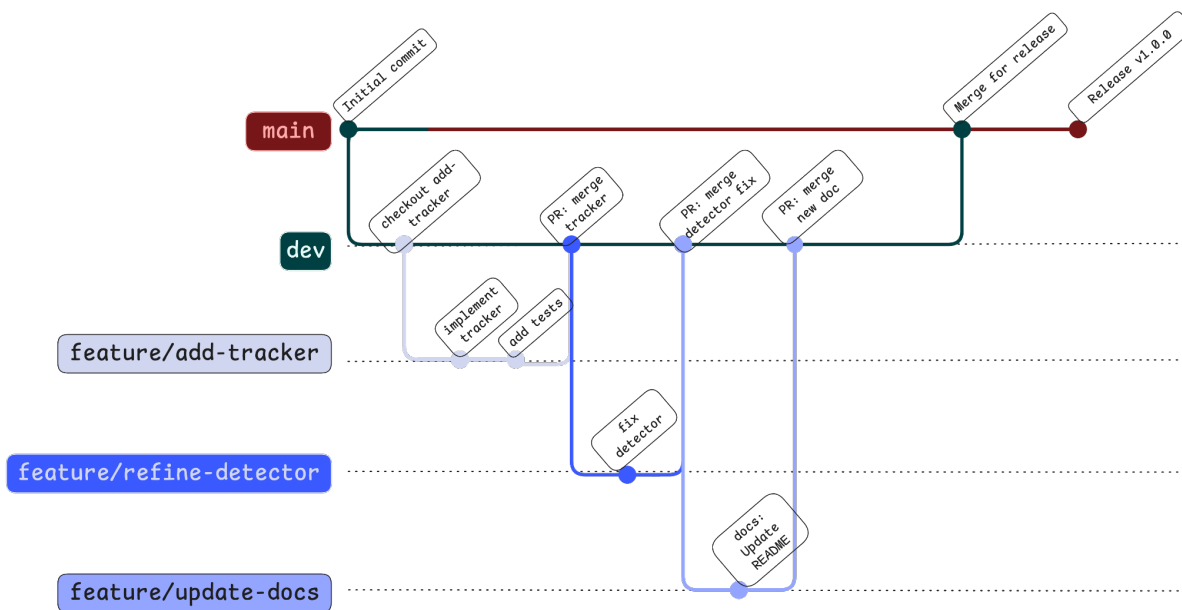 Initial commit
Merge for release
Release v1.0.0
main
checkout add-
tracker
PR: merge
tracker
PR: merge
detector fix
PR: merge
new doc
dev
implement
tracker
add tests
feature/add-tracker
fix
detector
feature/refine-detector
docs:
Update
README
feature/update-docs